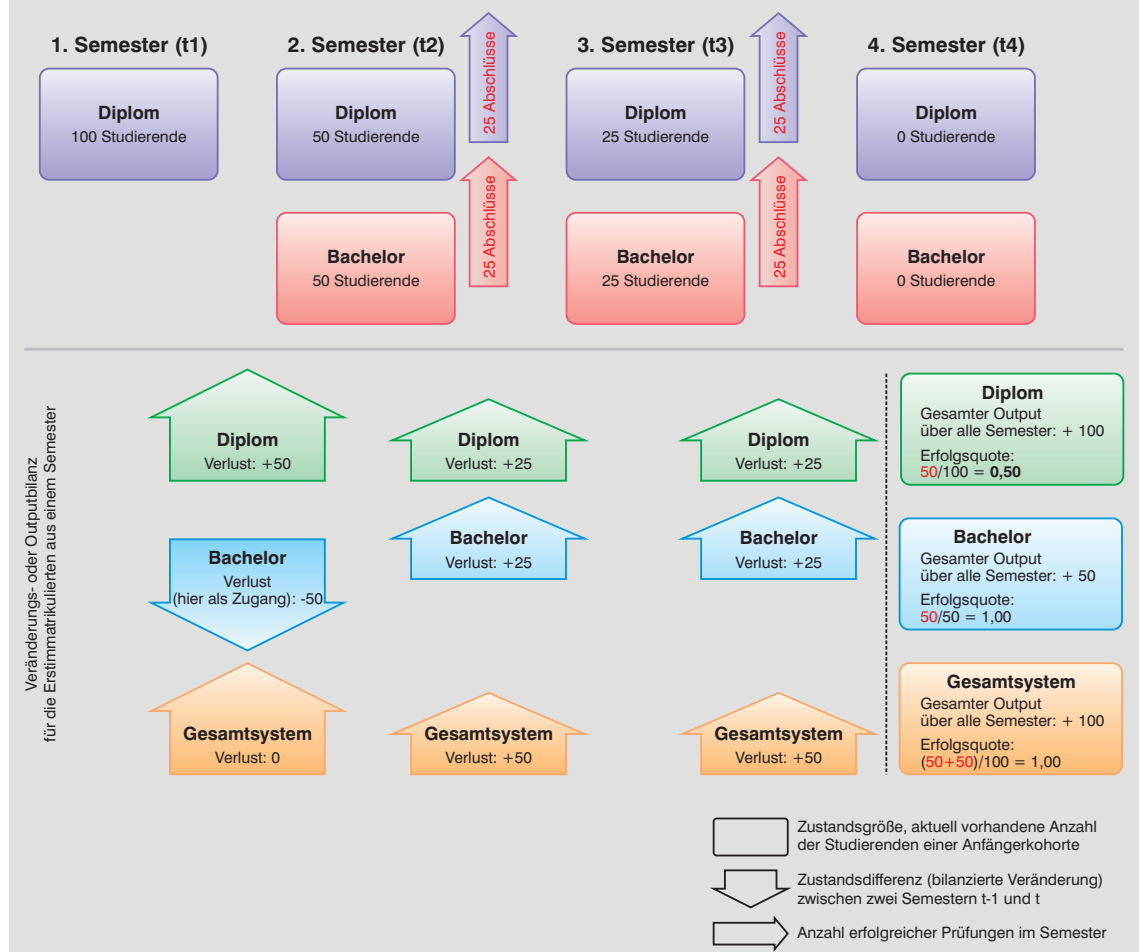 1. Semester (t1)
2. Semester (t2)
3. Semester (t3)
4. Semester (t4)
Diplom
100 Studierende
Diplom
50 Studierende
25 Abschlüsse
Diplom
25 Studierende
25 Abschlüsse
Diplom
0 Studierende
Bachelor
50 Studierende
25 Abschlüsse
Bachelor
25 Studierende
25 Abschlüsse
Bachelor
0 Studierende
Veränderungs- oder Outputbilanz
für die Erstimmatrikulierten aus einem Semester
Diplom
Verlust: +50
Diplom
Verlust: +25
Diplom
Verlust: +25
Diplom
Gesamter Output
über alle Semester: + 100
Erfolgsquote:
50/100 = 0,50
Bachelor
Verlust
(hier als Zugang): -50
Bachelor
Verlust: +25
Bachelor
Verlust: +25
Bachelor
Gesamter Output
über alle Semester: + 50
Erfolgsquote:
50/50 = 1,00
Gesamtsystem
Verlust: 0
Gesamtsystem
Verlust: +50
Gesamtsystem
Verlust: +50
Gesamtsystem
Gesamter Output
über alle Semester: + 100
Erfolgsquote:
(50+50)/100 = 1,00
Zustandsgröße, aktuell vorhandene Anzahl
der Studierenden einer Anfängerkohorte
Zustandsdifferenz (bilanzierte Veränderung)
zwischen zwei Semestern t-1 und t
Anzahl erfolgreicher Prüfungen im Semester